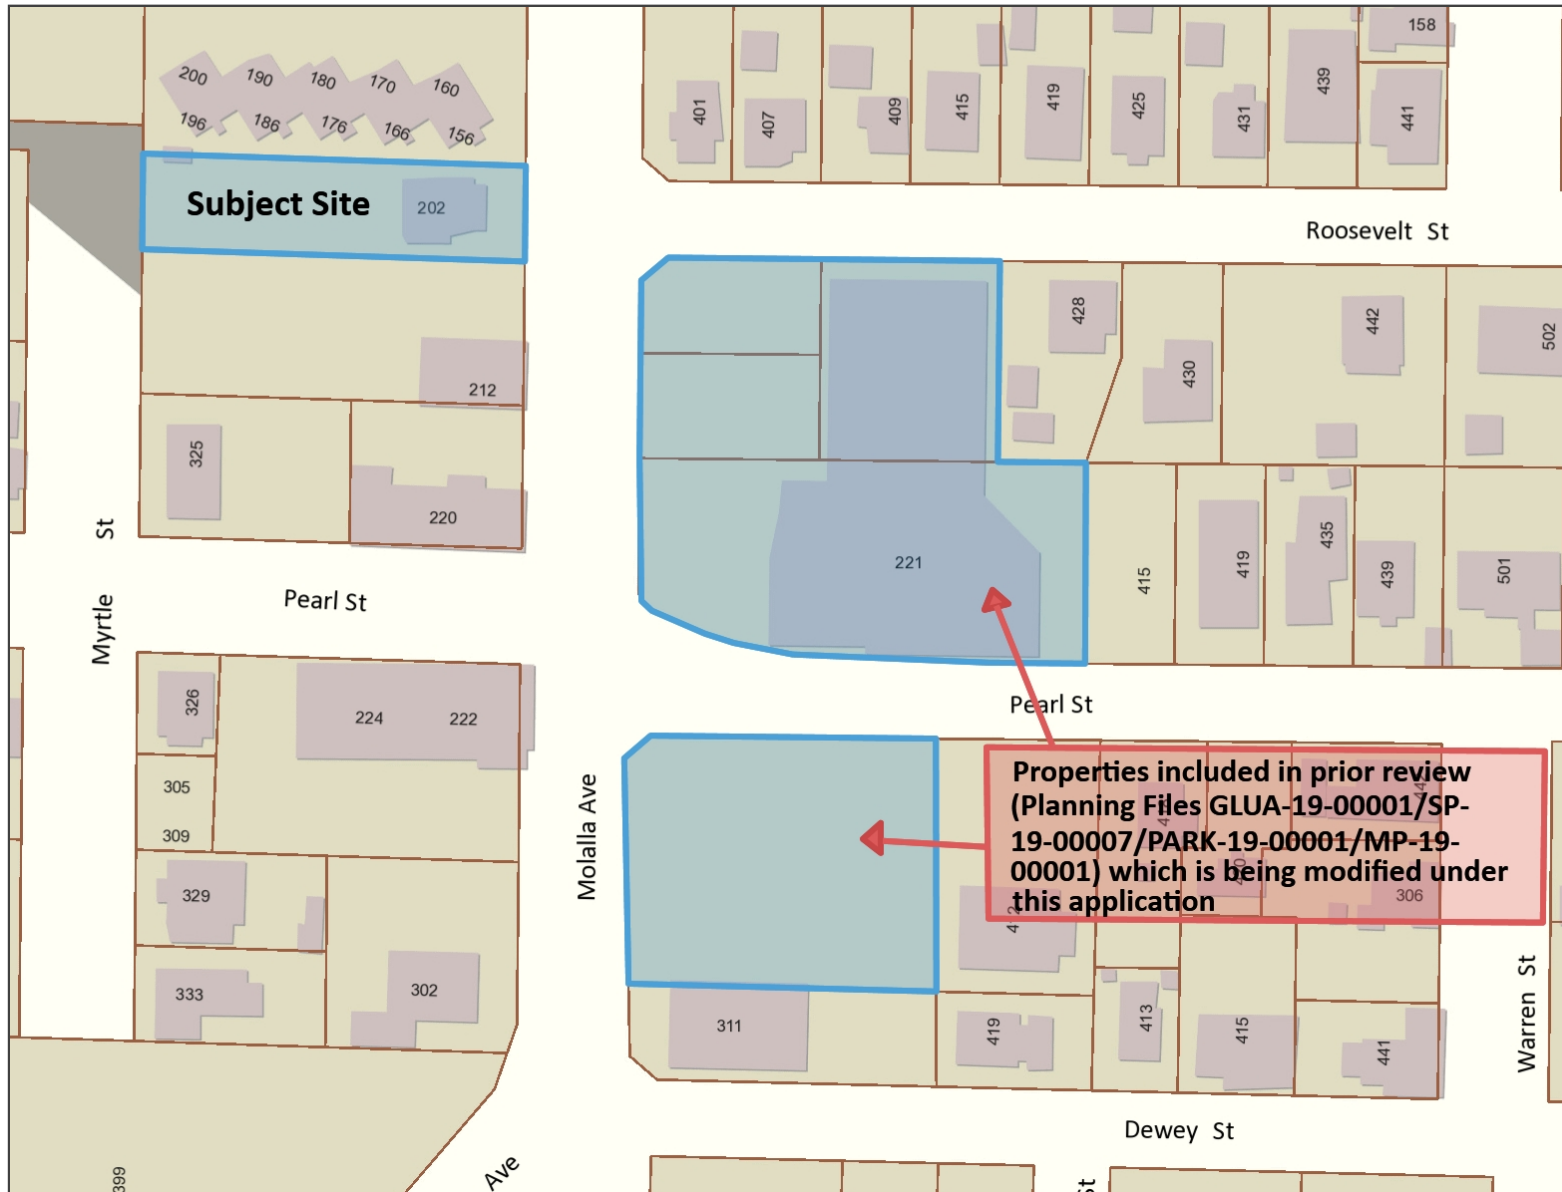 158
200 190 180 170 160
196 186 176 166 156
401 407 409 415 419 425 431 439 441
Subject Site
202
Roosevelt St
428
430
442
502
212
325
220
221
415
419
435
439
501
St
Myrtle
Pearl St
Pearl St
326
224 222
305
309
329
333
302
Molalla Ave
Properties included in prior review
(Planning Files GLUA-19-00001/SP-
19-00007/PARK-19-00001/MP-19-
00001) which is being modified under
this application
306
412
311
419
413
415
441
Warren St
Dewey St
399
Ave
St